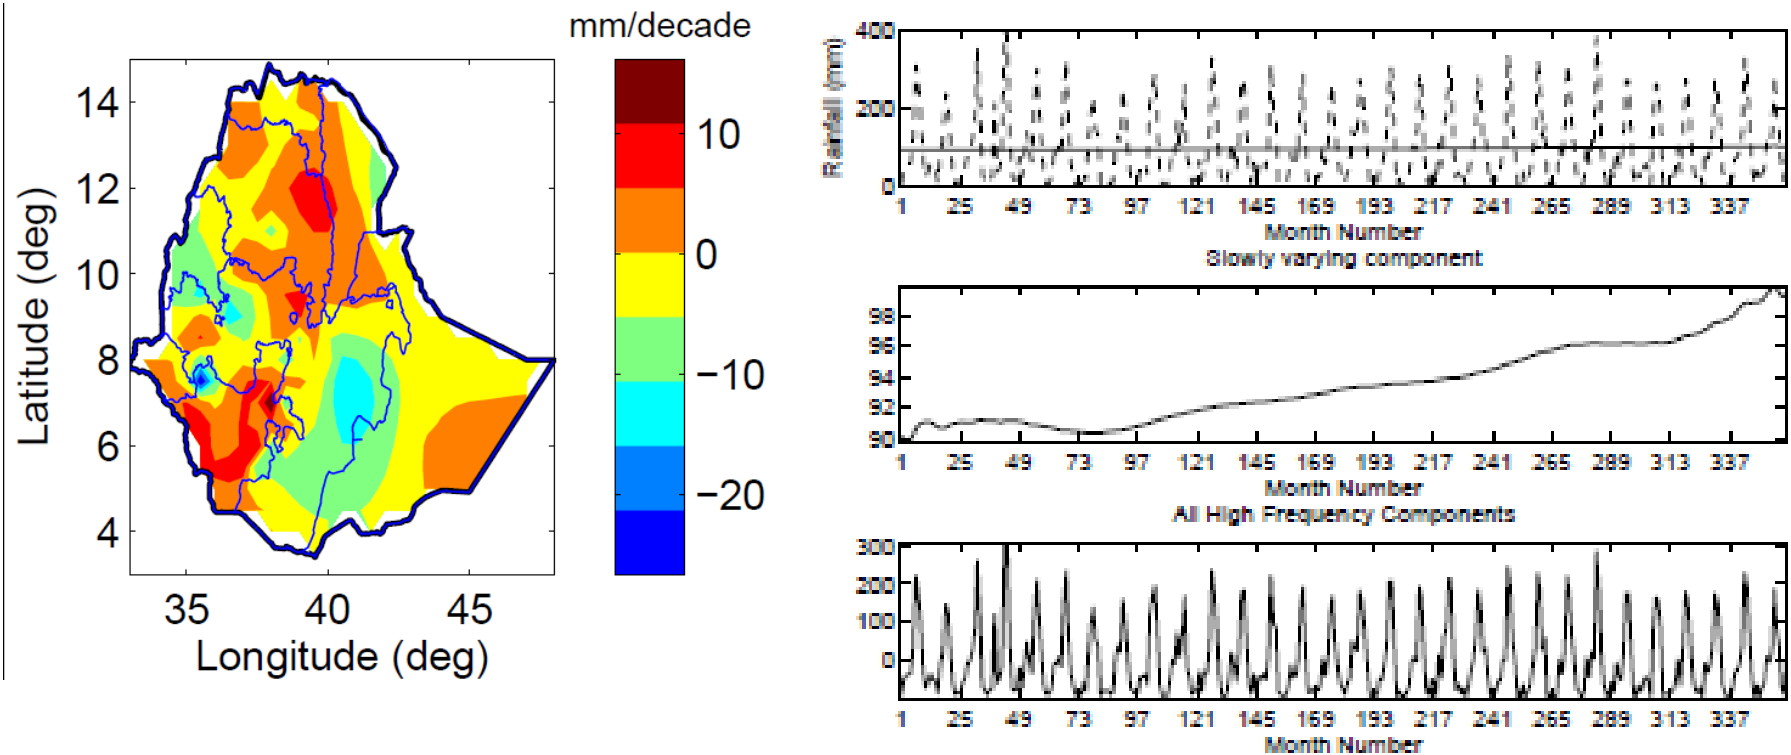 mm/decade
14
12
10
8
6
4
Latitude (deg)
35 40 45
Longitude (deg)
10
0
−10
−20
400
200
0
Rainfall (mm)
1 25 49 73 97 121 145 169 193 217 241 265 289 313 337
Month Number
Slowly varying component
98
96
94
92
90
1 25 49 73 97 121 145 169 193 217 241 265 289 313 337
Month Number
All High Frequency Components
300
200
100
0
1 25 49 73 97 121 145 169 193 217 241 265 289 313 337
Month Number